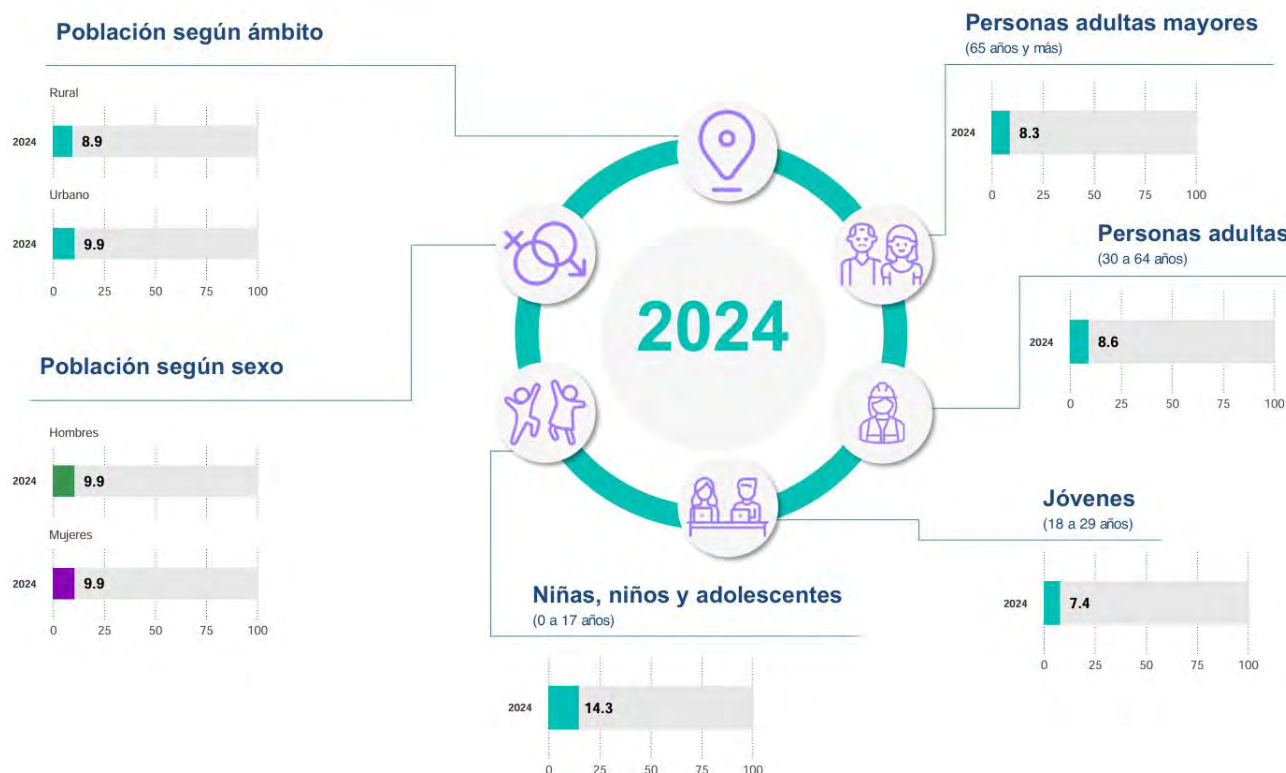 Población según ámbito
Rural
2024
8.9
Urbano
2024
9.9
0 25 50 75 100
Población según sexo
Hombres
2024
9.9
Mujeres
2024
9.9
0 25 50 75 100
2024
Personas adultas mayores
(65 años y más)
2024
8.3
0 25 50 75 100
Personas adultas
(30 a 64 años)
2024
8.6
0 25 50 75 100
Jóvenes
(18 a 29 años)
2024
7.4
0 25 50 75 100
Niñas, niños y adolescentes
(0 a 17 años)
2024
14.3
0 25 50 75 100